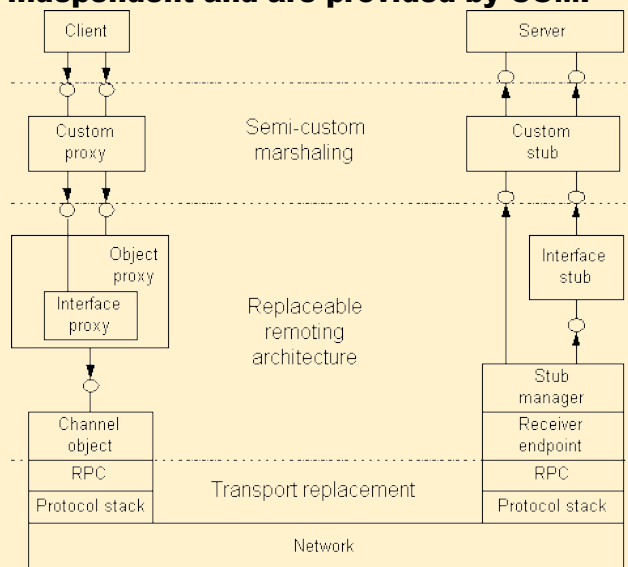 independent and are provided by COM.
Client
Server
Custom
proxy
Semi-custom
marshaling
Custom
stub
Object
proxy
Interface
proxy
Replaceable
remoting
architecture
Interface
stub
Stub
manager
Channel
object
Receiver
endpoint
RPC
Transport replacement
RPC
Protocol stack
Protocol stack
Network